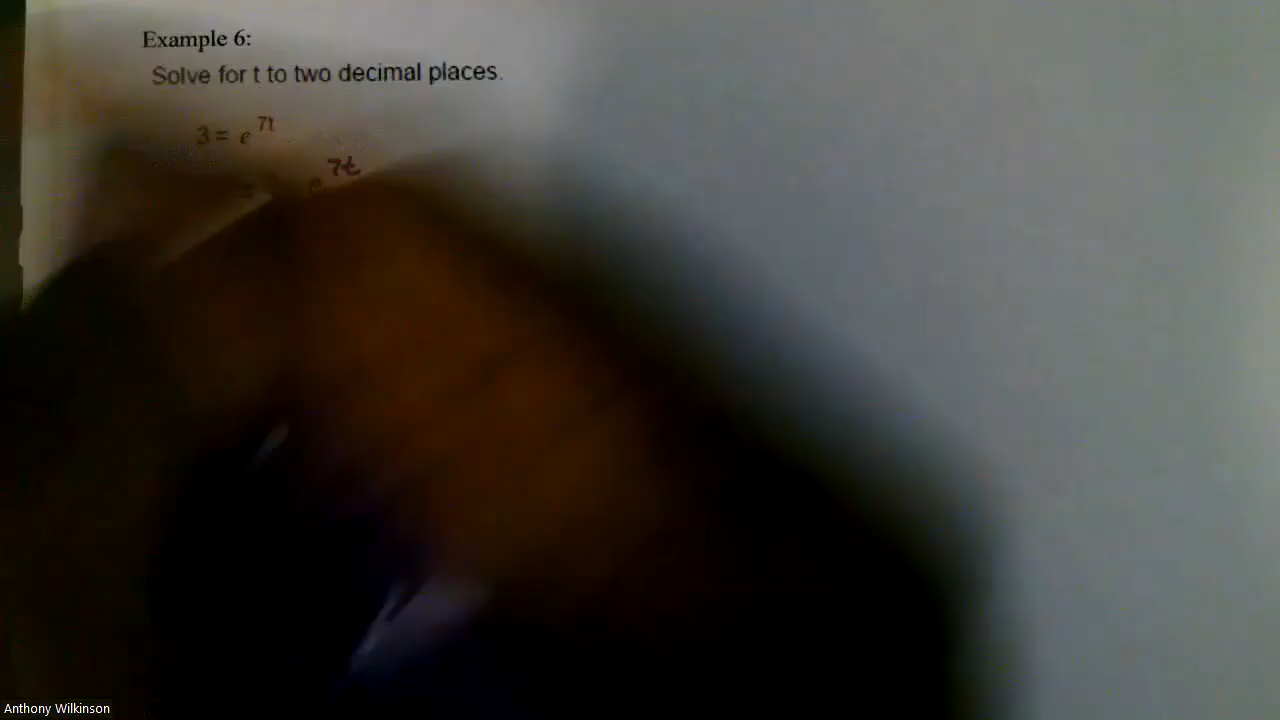 Example 6:
Solve for t to two decimal places.
3 = e^7t
= e^7t
Anthony Wilkinson